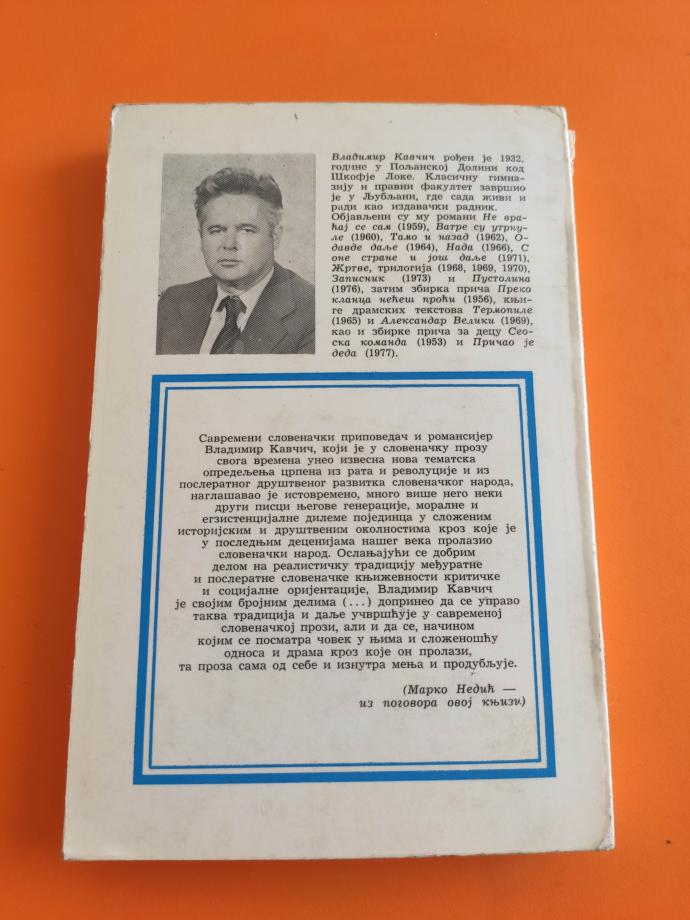 Владимир Кавчич рођен је 1932.
године у Пољанској Долини код
Шкофје Локе. Класичну гимна-
зију и правни факултет завршио
је у Љубљани, где сада живи и
ради као издавачки радник.
Објављени су му романи Не вра-
ћај се сам (1959), Ватре су утрну-
ле (1960), Тамо и назад (1962), О-
давде даље (1964), Нада (1966), С
оне стране и још даље (1971),
Жртве, трилогија (1968, 1969, 1970),
Записник (1973) и Пустолина
(1976), затим збирка прича Преко
кланца нећеш проћи (1956), књи-
ге драмских текстова Термопиле
(1965) и Александар Велики (1969),
као и збирке прича за децу Сео-
ска команда (1953) и Причао је
деда (1977).
Савремени словеначки приповедач и романсијер
Владимир Кавчич, који је у словеначку прозу
свога времена унео извесна нова тематска
опредељења црпена из рата и револуције и из
послератног друштвеног развитка словеначког народа,
наглашавао је истовремено, много више него неки
други писци његове генерације, моралне и
егзистенцијалне дилеме појединца у сложеним
историјским и друштвеним околностима кроз које је
у последњим деценијама нашег века пролазио
словеначки народ. Ослањајући се добрим
делом на реалистичку традицију међуратне
и послератне словеначке књижевности критичке
и социјалне оријентације, Владимир Кавчич
је својим бројним делима (...) допринео да се управо
таква традиција и даље учвршћује у савременој
словеначкој прози, али и да се, начином
којим се посматра човек у њима и сложеношћу
односа и драма кроз које он пролази,
та проза сама од себе и изнутра мења и продубљује.
(Марко Недић —
из поговора овој књизи)